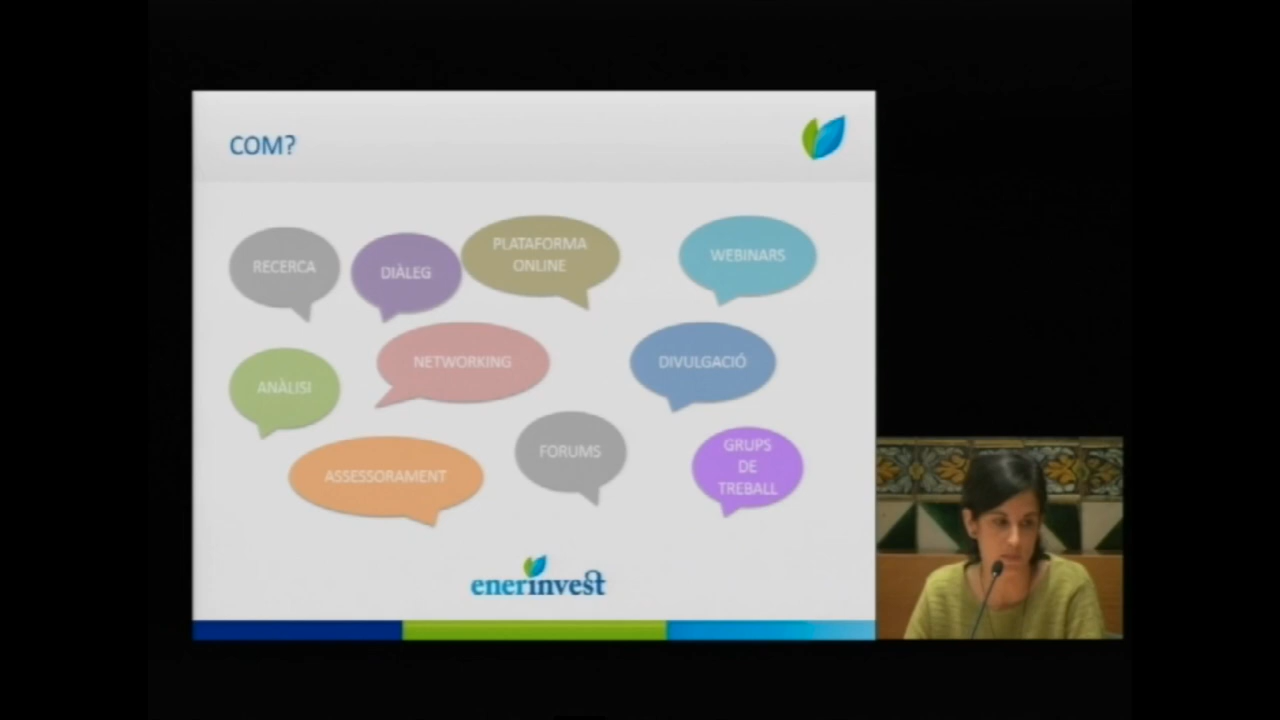 COM?
RECERCA
DIÀLEG
PLATAFORMA
ONLINE
WEBINARS
ANÀLISI
NETWORKING
DIVULGACIÓ
ASSESSORAMENT
FORUMS
GRUPS
DE
TREBALL
enerinvest